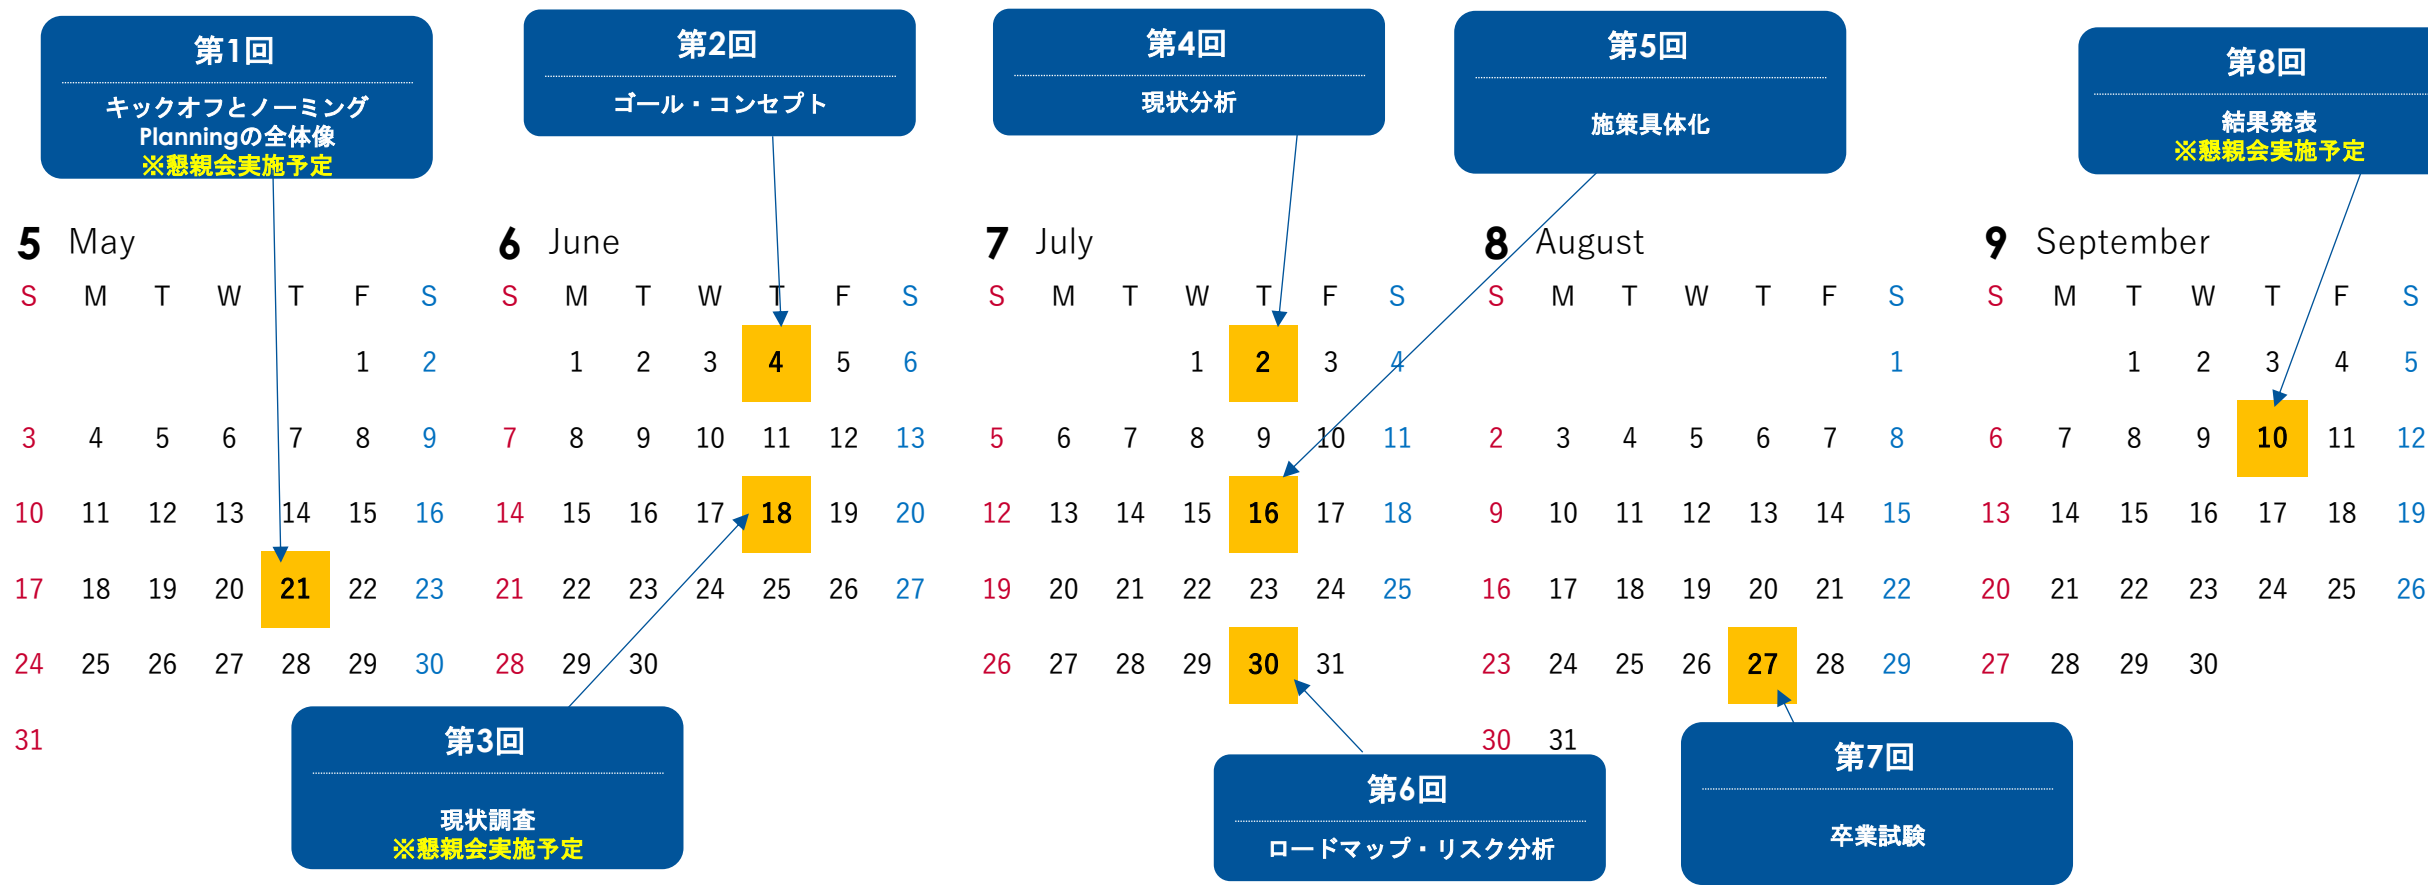 第1回
キックオフとノーミング
Planningの全体像
※懇親会実施予定
第2回
ゴール・コンセプト
第4回
現状分析
第5回
施策具体化
第8回
結果発表
※懇親会実施予定
5 May
S M T W T F S
1 2
3 4 5 6 7 8 9
10 11 12 13 14 15 16
17 18 19 20 21 22 23
24 25 26 27 28 29 30
31
6 June
S M T W T F S
1 2 3 4 5 6
7 8 9 10 11 12 13
14 15 16 17 18 19 20
21 22 23 24 25 26 27
28 29 30
7 July
S M T W T F S
1 2 3 4
5 6 7 8 9 10 11
12 13 14 15 16 17 18
19 20 21 22 23 24 25
26 27 28 29 30 31
8 August
S M T W T F S
1
2 3 4 5 6 7 8
9 10 11 12 13 14 15
16 17 18 19 20 21 22
23 24 25 26 27 28 29
30 31
9 September
S M T W T F S
1 2 3 4 5
6 7 8 9 10 11 12
13 14 15 16 17 18 19
20 21 22 23 24 25 26
27 28 29 30
第3回
現状調査
※懇親会実施予定
第6回
ロードマップ・リスク分析
第7回
卒業試験